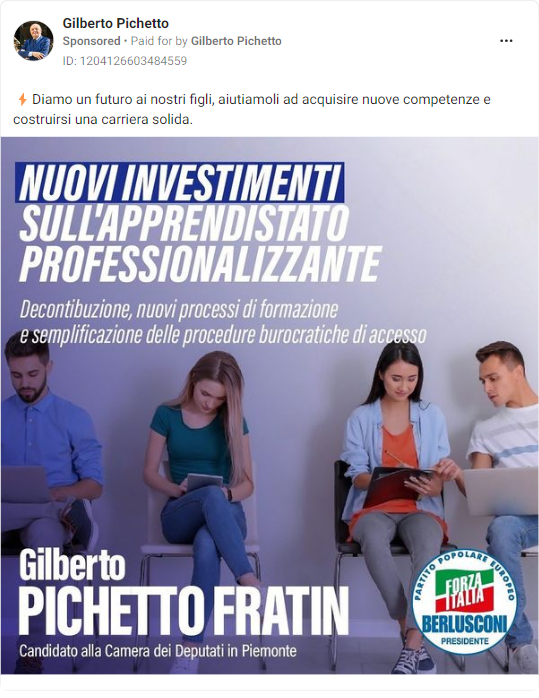 Gilberto Pichetto
Sponsored • Paid for by Gilberto Pichetto
ID: 1204126603484559
⚡Diamo un futuro ai nostri figli, aiutiamoli ad acquisire nuove competenze e
costruirsi una carriera solida.
NUOVI INVESTIMENTI
SULL'APPRENDISTATO
PROFESSIONALIZZANTE
Decontibuzione, nuovi processi di formazione
e semplificazione delle procedure burocratiche di accesso
Gilberto
PICHETTO FRATIN
Candidato alla Camera dei Deputati in Piemonte
PARTITO POPOLARE EUROPEO
FORZA
ITALIA
BERLUSCONI
PRESIDENTE